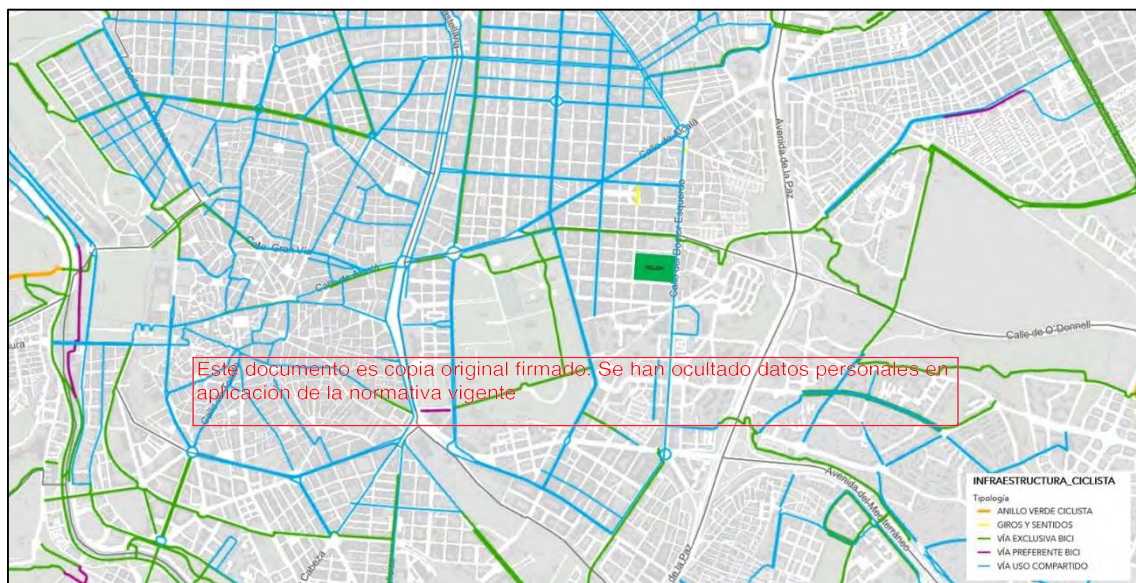 Calle de Alcalá
Avenida de la Paz
Calle Gran Vía
Calle del Doctor Esquerdo
Calle de Alcalá
Calle de O'Donnell
Este documento es copia original firmado. Se han ocultado datos personales en
aplicación de la normativa vigente
Avenida del Mediterráneo
de la Paz
Cabeza
INFRAESTRUCTURA_CICLISTA
Tipología
ANILLO VERDE CICLISTA
GIROS Y SENTIDOS
VÍA EXCLUSIVA BICI
VÍA PREFERENTE BICI
VÍA USO COMPARTIDO